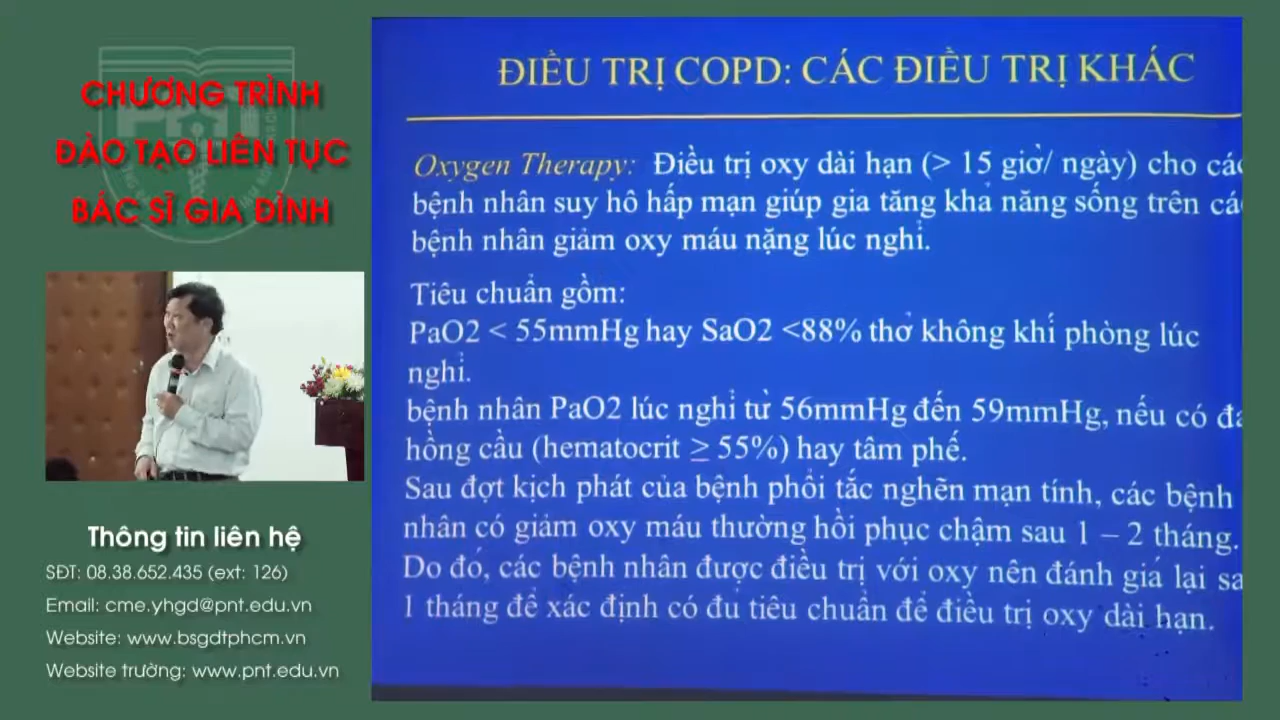 CHƯƠNG TRÌNH
ĐÀO TẠO LIÊN TỤC
BÁC SĨ GIA ĐÌNH
Thông tin liên hệ
SĐT: 08.38.652.435 (ext: 126)
Email: cme.yhgd@pnt.edu.vn
Website: www.bsgdtphcm.vn
Website trường: www.pnt.edu.vn
ĐIỀU TRỊ COPD: CÁC ĐIỀU TRỊ KHÁC
Oxygen Therapy: Điều trị oxy dài hạn (> 15 giờ/ ngày) cho
bệnh nhân suy hô hấp mạn giúp gia tăng khả năng sống trên
bệnh nhân giảm oxy máu nặng lúc nghỉ.
Tiêu chuẩn gồm:
PaO2 < 55mmHg hay SaO2 <88% thở không khí phòng lúc
nghỉ.
bệnh nhân PaO2 lúc nghỉ từ 56mmHg đến 59mmHg, nếu có
hồng cầu (hematocrit ≥ 55%) hay tâm phế.
Sau đợt kịch phát của bệnh phổi tắc nghẽn mạn tính, các bệnh
nhân có giảm oxy máu thường hồi phục chậm sau 1 – 2 tháng.
Do đó, các bệnh nhân được điều trị với oxy nên đánh giá lại
1 tháng để xác định có đủ tiêu chuẩn để điều trị oxy dài hạn.